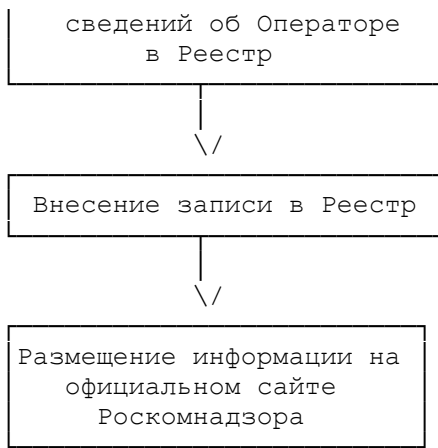 сведений об Операторе
в Реестр
\/
Внесение записи в Реестр
\/
Размещение информации на
официальном сайте
Роскомнадзора